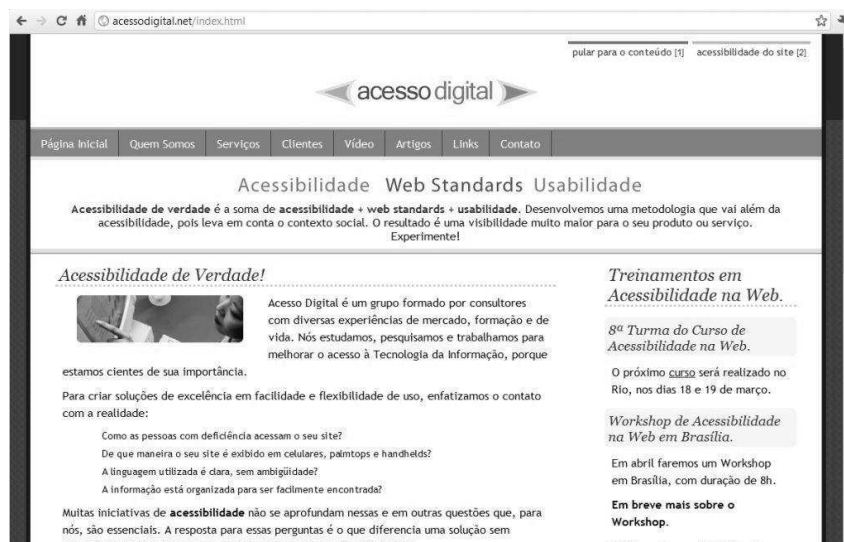 acessodigital.net/index.html
pular para o conteúdo [1] acessibilidade do site [2]
acesso digital
Página Inicial Quem Somos Serviços Clientes Vídeo Artigos Links Contato
Acessibilidade Web Standards Usabilidade
Acessibilidade de verdade é a soma de acessibilidade + web standards + usabilidade. Desenvolvemos uma metodologia que vai além da
acessibilidade, pois leva em conta o contexto social. O resultado é uma visibilidade muito maior para o seu produto ou serviço.
Experimente!
Acessibilidade de Verdade!
Acesso Digital é um grupo formado por consultores
com diversas experiências de mercado, formação e de
vida. Nós estudamos, pesquisamos e trabalhamos para
melhorar o acesso à Tecnologia da Informação, porque
estamos cientes de sua importância.
Para criar soluções de excelência em facilidade e flexibilidade de uso, enfatizamos o contato
com a realidade:
Como as pessoas com deficiência acessam o seu site?
De que maneira o seu site é exibido em celulares, palmtops e handhelds?
A linguagem utilizada é clara, sem ambigüidade?
A informação está organizada para ser facilmente encontrada?
Muitas iniciativas de acessibilidade não se aprofundam nessas e em outras questões que, para
nós, são essenciais. A resposta para essas perguntas é o que diferencia uma solução sem
Treinamentos em
Acessibilidade na Web.
8ª Turma do Curso de
Acessibilidade na Web.
O próximo curso será realizado no
Rio, nos dias 18 e 19 de março.
Workshop de Acessibilidade
na Web em Brasília.
Em abril faremos um Workshop
em Brasília, com duração de 8h.
Em breve mais sobre o
Workshop.